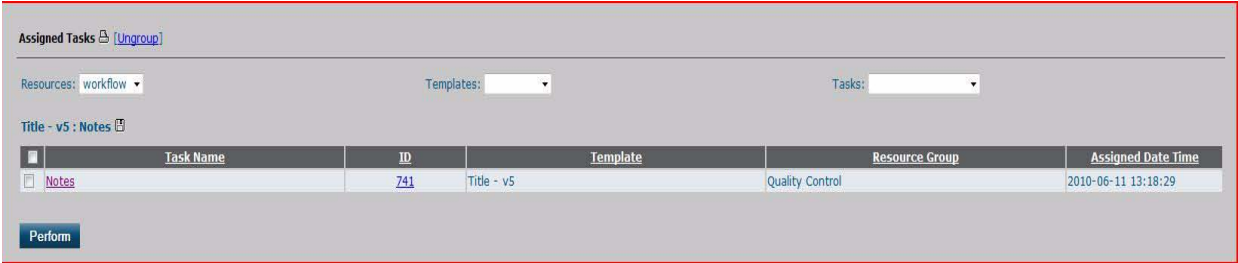 Assigned Tasks [Ungroup]
Resources: workflow Templates: Tasks:
Title - v5 : Notes
Task Name ID Template Resource Group Assigned Date Time
Notes 741 Title - v5 Quality Control 2010-06-11 13:18:29
Perform